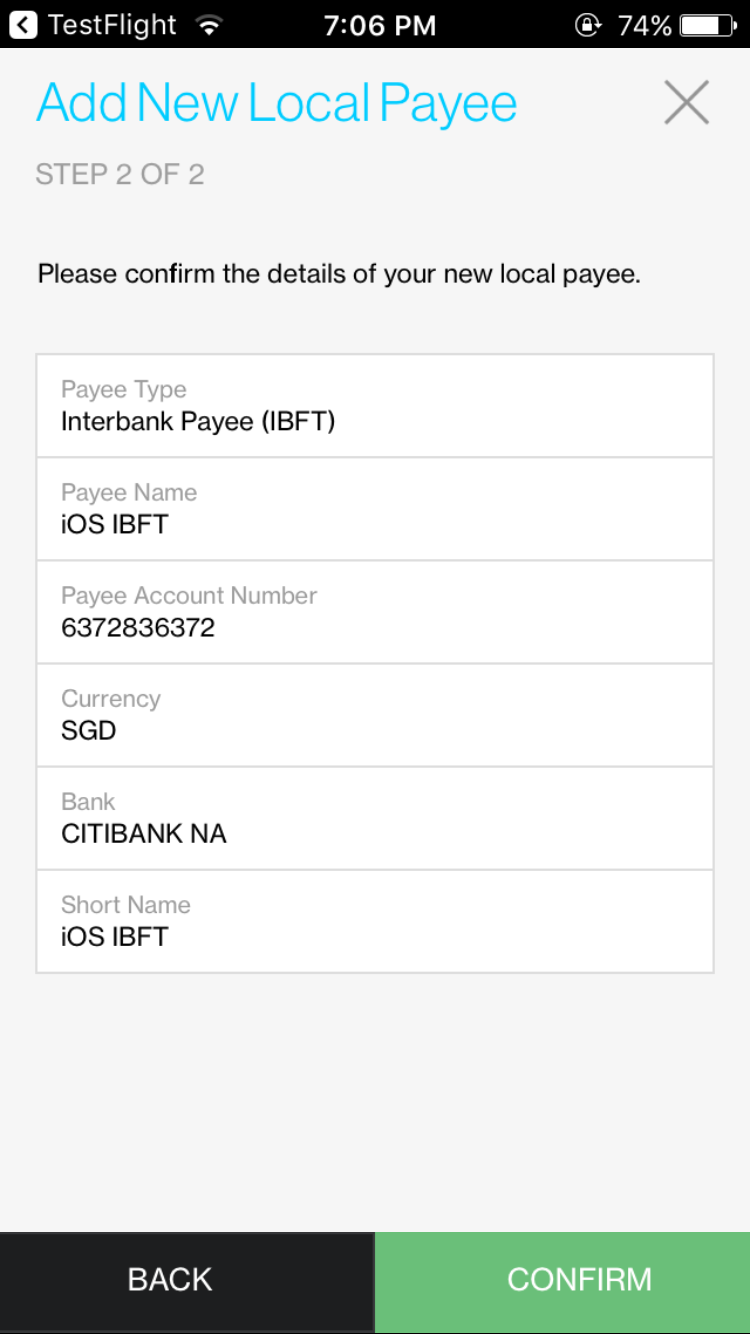 TestFlight 7:06 PM 74%
Add New Local Payee
STEP 2 OF 2
Please confirm the details of your new local payee.
Payee Type
Interbank Payee (IBFT)
Payee Name
iOS IBFT
Payee Account Number
6372836372
Currency
SGD
Bank
CITIBANK NA
Short Name
iOS IBFT
BACK CONFIRM